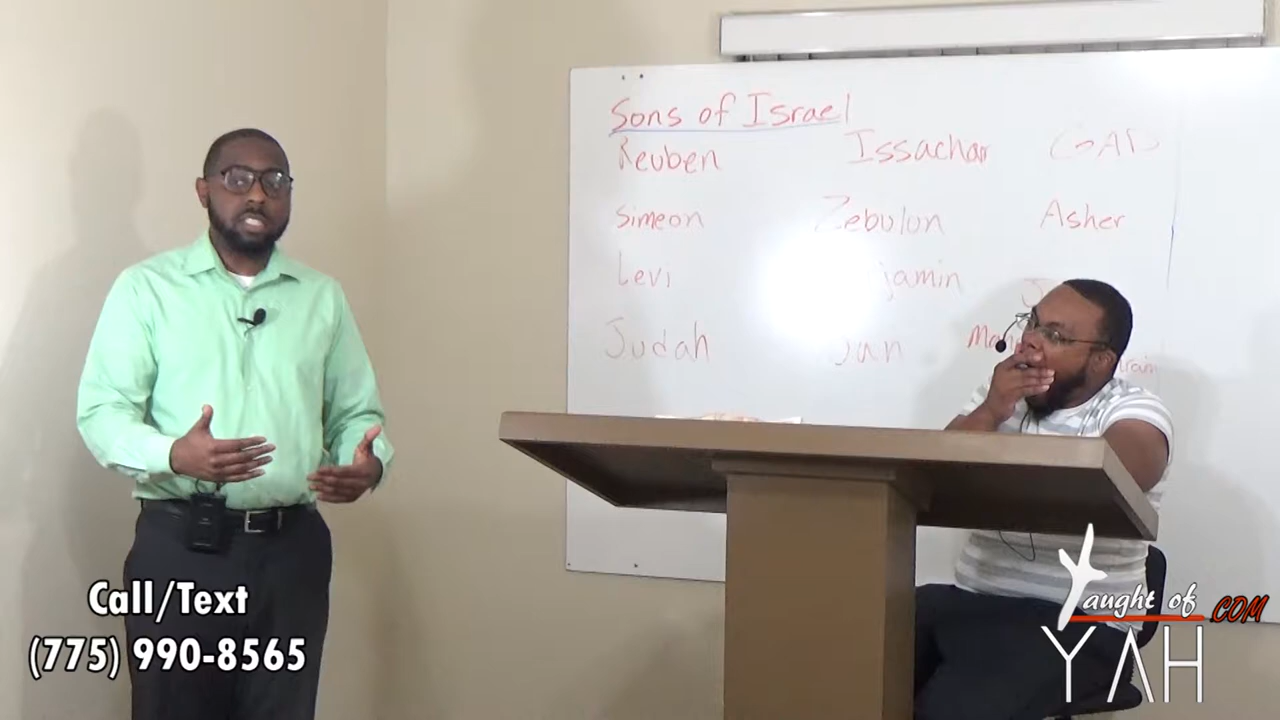 Sons of Israel
Reuben Issachar GAD
Simeon Zebulon Asher
Levi jamin
Judah
Call/Text
(775) 990-8565
Taught of .COM
YAH